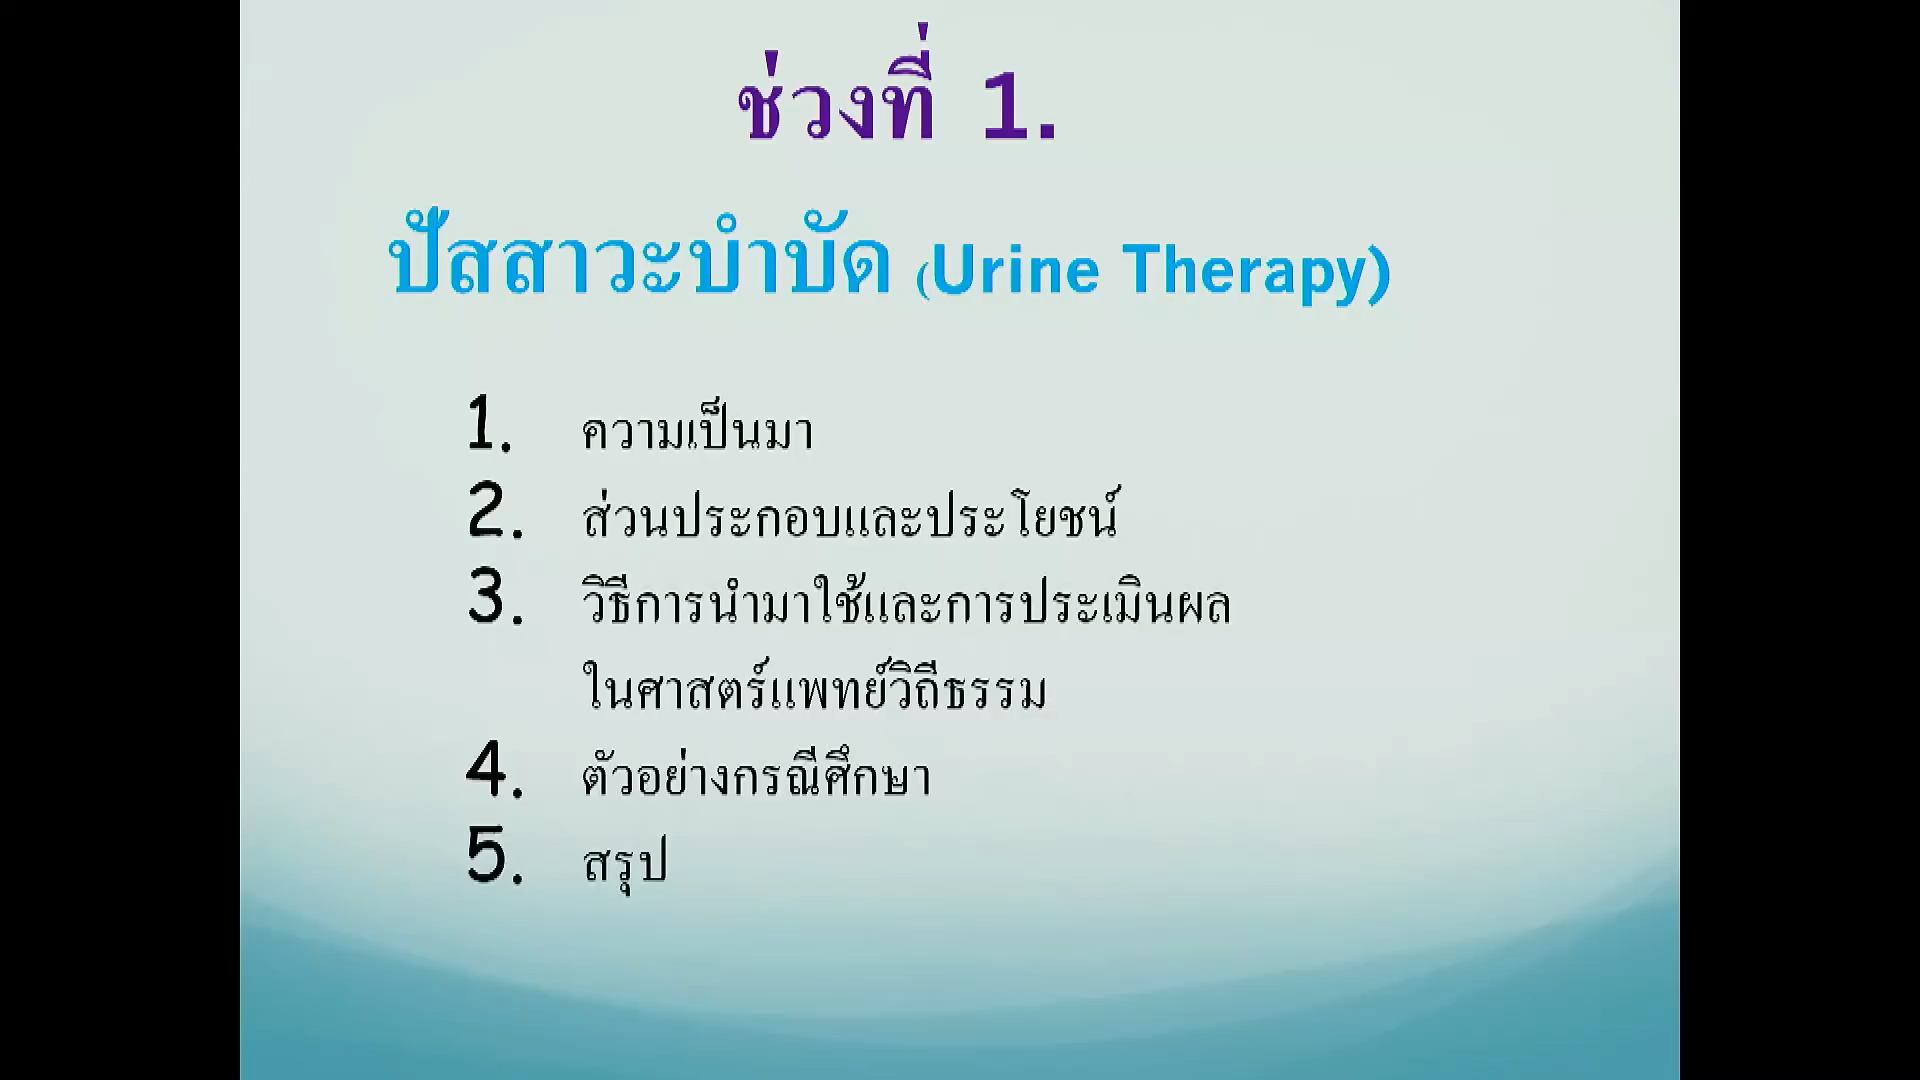 ช่วงที่ 1.
ปัสสาวะบำบัด (Urine Therapy)
1. ความเป็นมา
2. ส่วนประกอบและประโยชน์
3. วิธีการนำมาใช้และการประเมินผล
ในศาสตร์แพทย์วิถีธรรม
4. ตัวอย่างกรณีศึกษา
5. สรุป